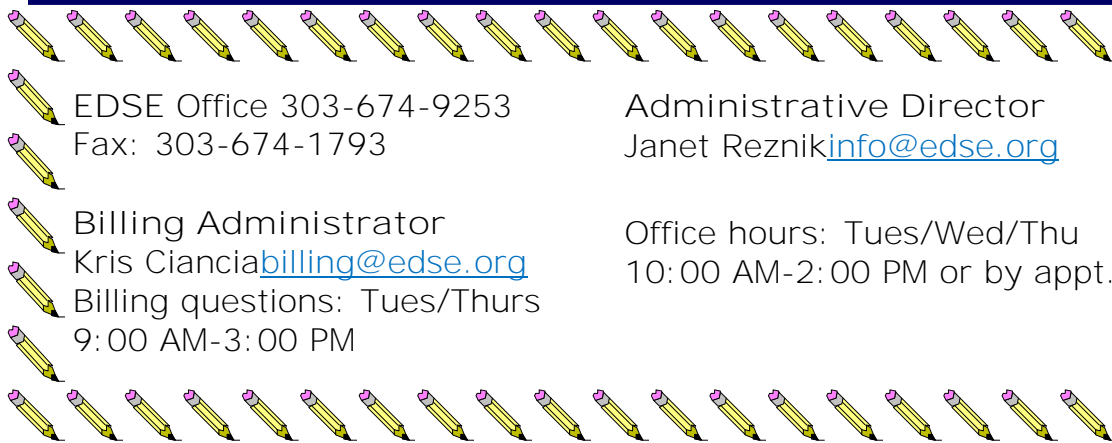 EDSE Office 303-674-9253
Fax: 303-674-1793
Billing Administrator
Kris Cianciabilling@edse.org
Billing questions: Tues/Thurs
9:00 AM-3:00 PM
Administrative Director
Janet Reznikinfo@edse.org
Office hours: Tues/Wed/Thu
10:00 AM-2:00 PM or by appt.